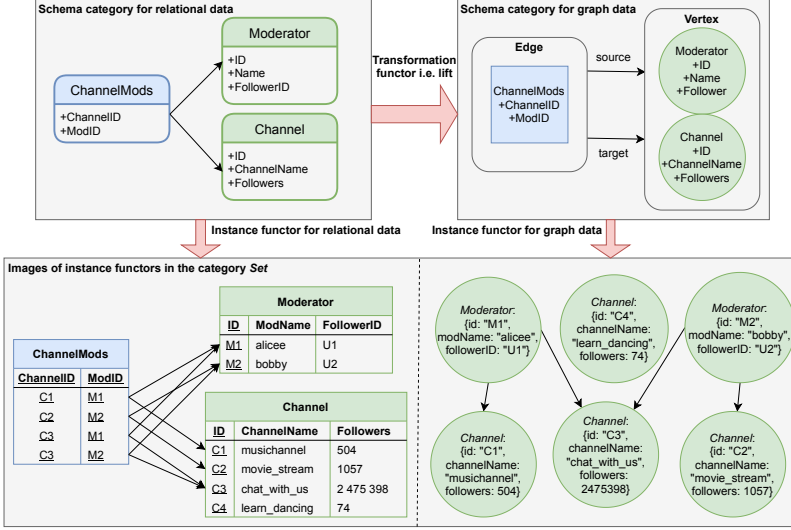 Schema category for relational data
Moderator
+ID
+Name
+FollowerID
ChannelMods
+ChannelID
+ModID
Channel
+ID
+ChannelName
+Followers
Transformation
functor i.e. lift
Schema category for graph data
Edge
ChannelMods
+ChannelID
+ModID
source
target
Vertex
Moderator
+ID
+Name
+Follower
Channel
+ID
+ChannelName
+Followers
Instance functor for relational data
Instance functor for graph data
Images of instance functors in the category Set
ChannelMods
ChannelID ModID
C1 M1
C2 M2
C3 M1
C3 M2
Moderator
ID ModName FollowerID
M1 alicee U1
M2 bobby U2
Channel
ID ChannelName Followers
C1 musichannel 504
C2 movie_stream 1057
C3 chat_with_us 2 475 398
C4 learn_dancing 74
Moderator:
{id: "M1",
modName: "alicee",
followerID: "U1"}
Channel:
{id: "C4",
channelName:
"learn_dancing",
followers: 74}
Moderator:
{id: "M2",
modName: "bobby",
followerID: "U2"}
Channel:
{id: "C1",
channelName:
"musichannel",
followers: 504}
Channel:
{id: "C3",
channelName:
"chat_with_us",
followers:
2475398}
Channel:
{id: "C2",
channelName:
"movie_stream",
followers: 1057}